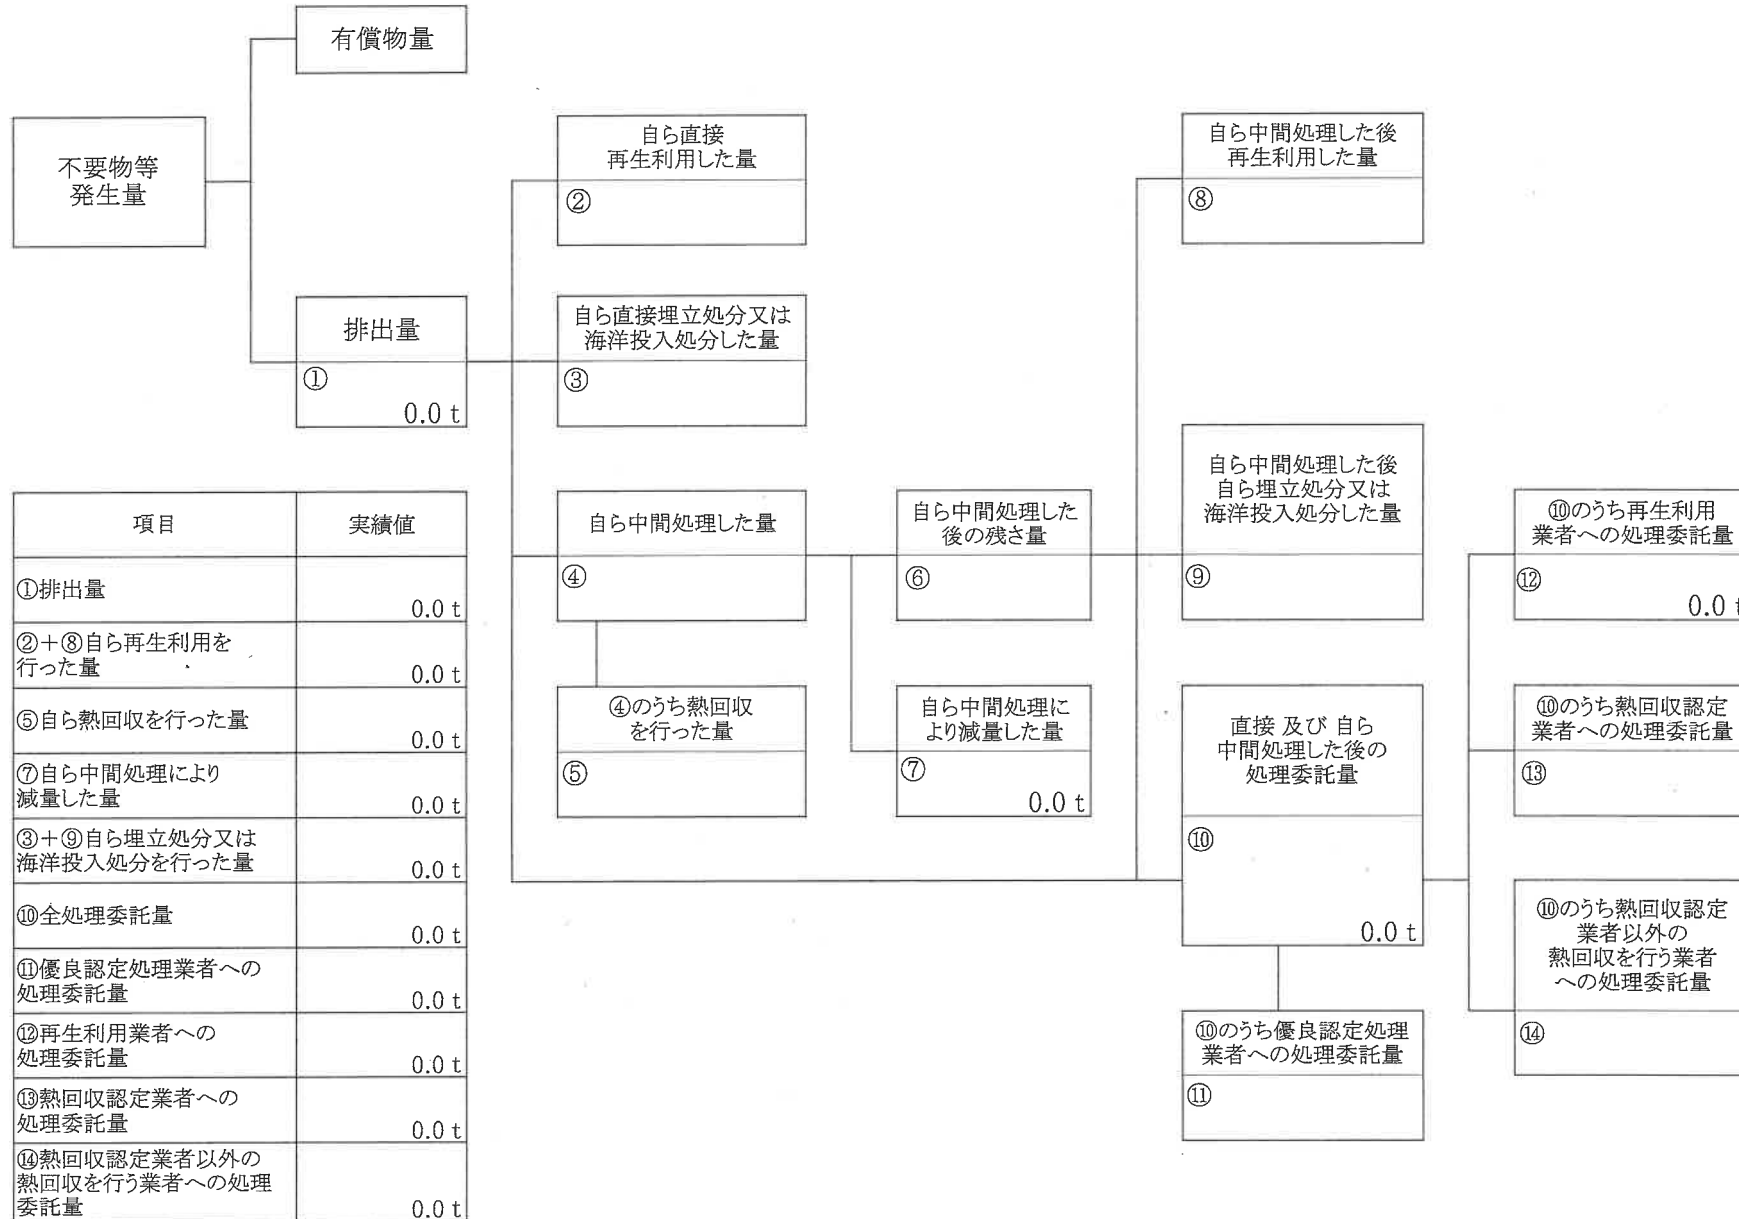 有償物量
不要物等
発生量
排出量
①
0.0 t
自ら直接
再生利用した量
②
自ら直接埋立処分又は
海洋投入処分した量
③
自ら中間処理した量
④
④のうち熱回収
を行った量
⑤
自ら中間処理した
後の残さ量
⑥
自ら中間処理に
より減量した量
⑦
0.0 t
自ら中間処理した後
再生利用した量
⑧
自ら中間処理した後
自ら埋立処分又は
海洋投入処分した量
⑨
直接 及び 自ら
中間処理した後の
処理委託量
⑩
0.0 t
⑩のうち優良認定処理
業者への処理委託量
⑪
⑩のうち再生利用
業者への処理委託量
⑫
0.0 t
⑩のうち熱回収認定
業者への処理委託量
⑬
⑩のうち熱回収認定
業者以外の
熱回収を行う業者
への処理委託量
⑭
項目 実績値
①排出量
0.0 t
②+⑧自ら再生利用を
行った量
0.0 t
⑤自ら熱回収を行った量
0.0 t
⑦自ら中間処理により
減量した量
0.0 t
③+⑨自ら埋立処分又は
海洋投入処分を行った量
0.0 t
⑩全処理委託量
0.0 t
⑪優良認定処理業者への
処理委託量
0.0 t
⑫再生利用業者への
処理委託量
0.0 t
⑬熱回収認定業者への
処理委託量
0.0 t
⑭熱回収認定業者以外の
熱回収を行う業者への処理
委託量
0.0 t